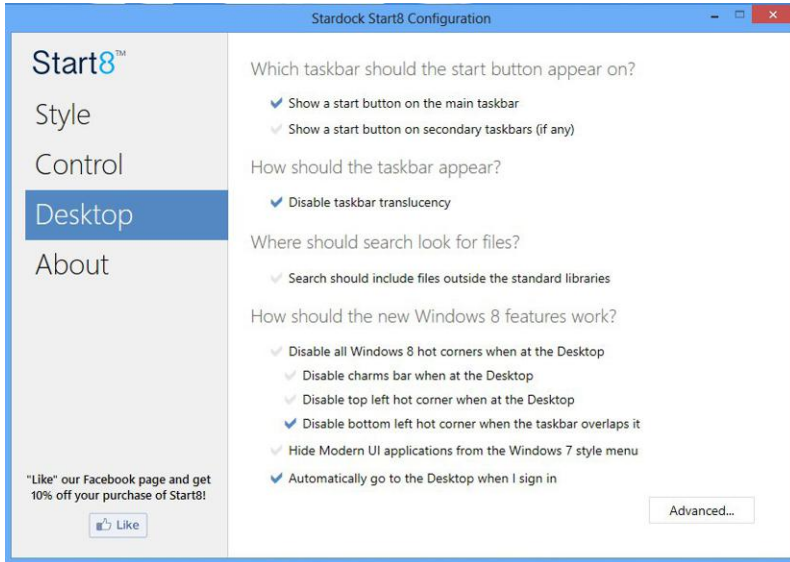 Stardock Start8 Configuration
Start8™
Style
Control
Desktop
About
"Like" our Facebook page and get
10% off your purchase of Start8!
Like
Which taskbar should the start button appear on?
Show a start button on the main taskbar
Show a start button on secondary taskbars (if any)
How should the taskbar appear?
Disable taskbar translucency
Where should search look for files?
Search should include files outside the standard libraries
How should the new Windows 8 features work?
Disable all Windows 8 hot corners when at the Desktop
Disable charms bar when at the Desktop
Disable top left hot corner when at the Desktop
Disable bottom left hot corner when the taskbar overlaps it
Hide Modern UI applications from the Windows 7 style menu
Automatically go to the Desktop when I sign in
Advanced...